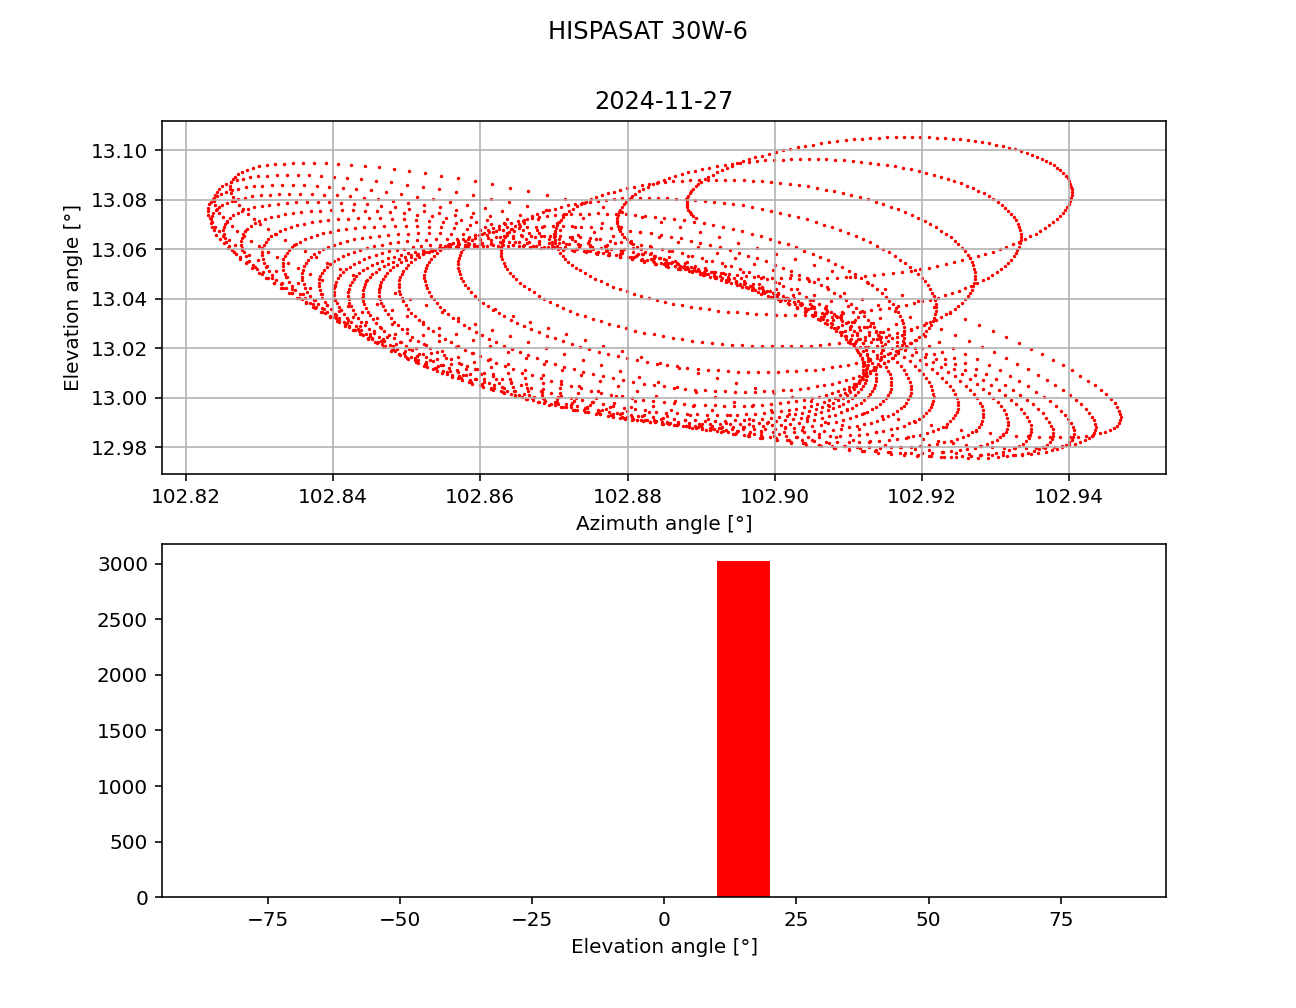 HISPASAT 30W-6
2024-11-27
13.10
13.08
13.06
13.04
13.02
13.00
12.98
Elevation angle [°]
102.82 102.84 102.86 102.88 102.90 102.92 102.94
Azimuth angle [°]
3000
2500
2000
1500
1000
500
0
−75 −50 −25 0 25 50 75
Elevation angle [°]